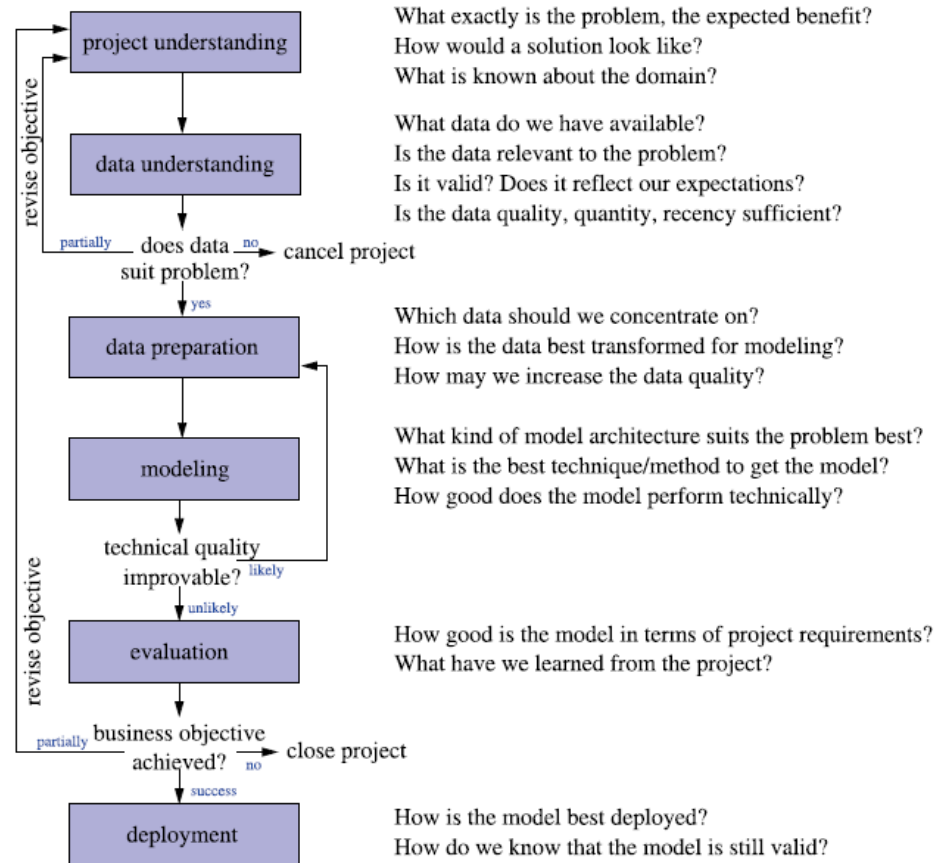 project understanding
What exactly is the problem, the expected benefit?
How would a solution look like?
What is known about the domain?
revise objective
data understanding
What data do we have available?
Is the data relevant to the problem?
Is it valid? Does it reflect our expectations?
Is the data quality, quantity, recency sufficient?
partially
does data
suit problem?
no
cancel project
yes
data preparation
Which data should we concentrate on?
How is the data best transformed for modeling?
How may we increase the data quality?
modeling
What kind of model architecture suits the problem best?
What is the best technique/method to get the model?
How good does the model perform technically?
technical quality
improvable?
likely
unlikely
revise objective
evaluation
How good is the model in terms of project requirements?
What have we learned from the project?
partially
business objective
achieved?
no
close project
success
deployment
How is the model best deployed?
How do we know that the model is still valid?